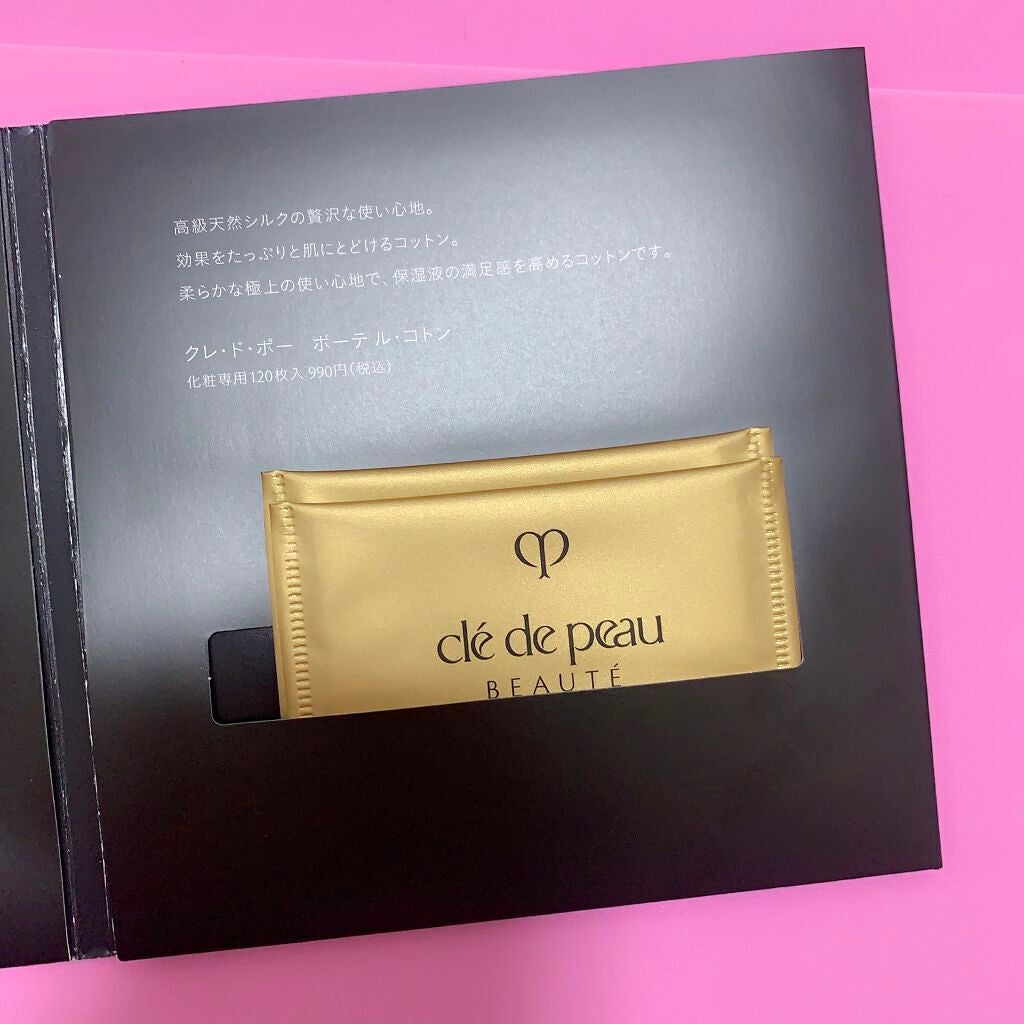 高級天然シルクの贅沢な使い心地。
効果をたっぷりと肌にとどけるコットン。
柔らかな極上の使い心地で、保湿液の満足感を高めるコットンです。
クレ・ド・ポー ボーテ ル・コトン
化粧専用120枚入 990円(税込)
clé de peau
BEAUTÉ